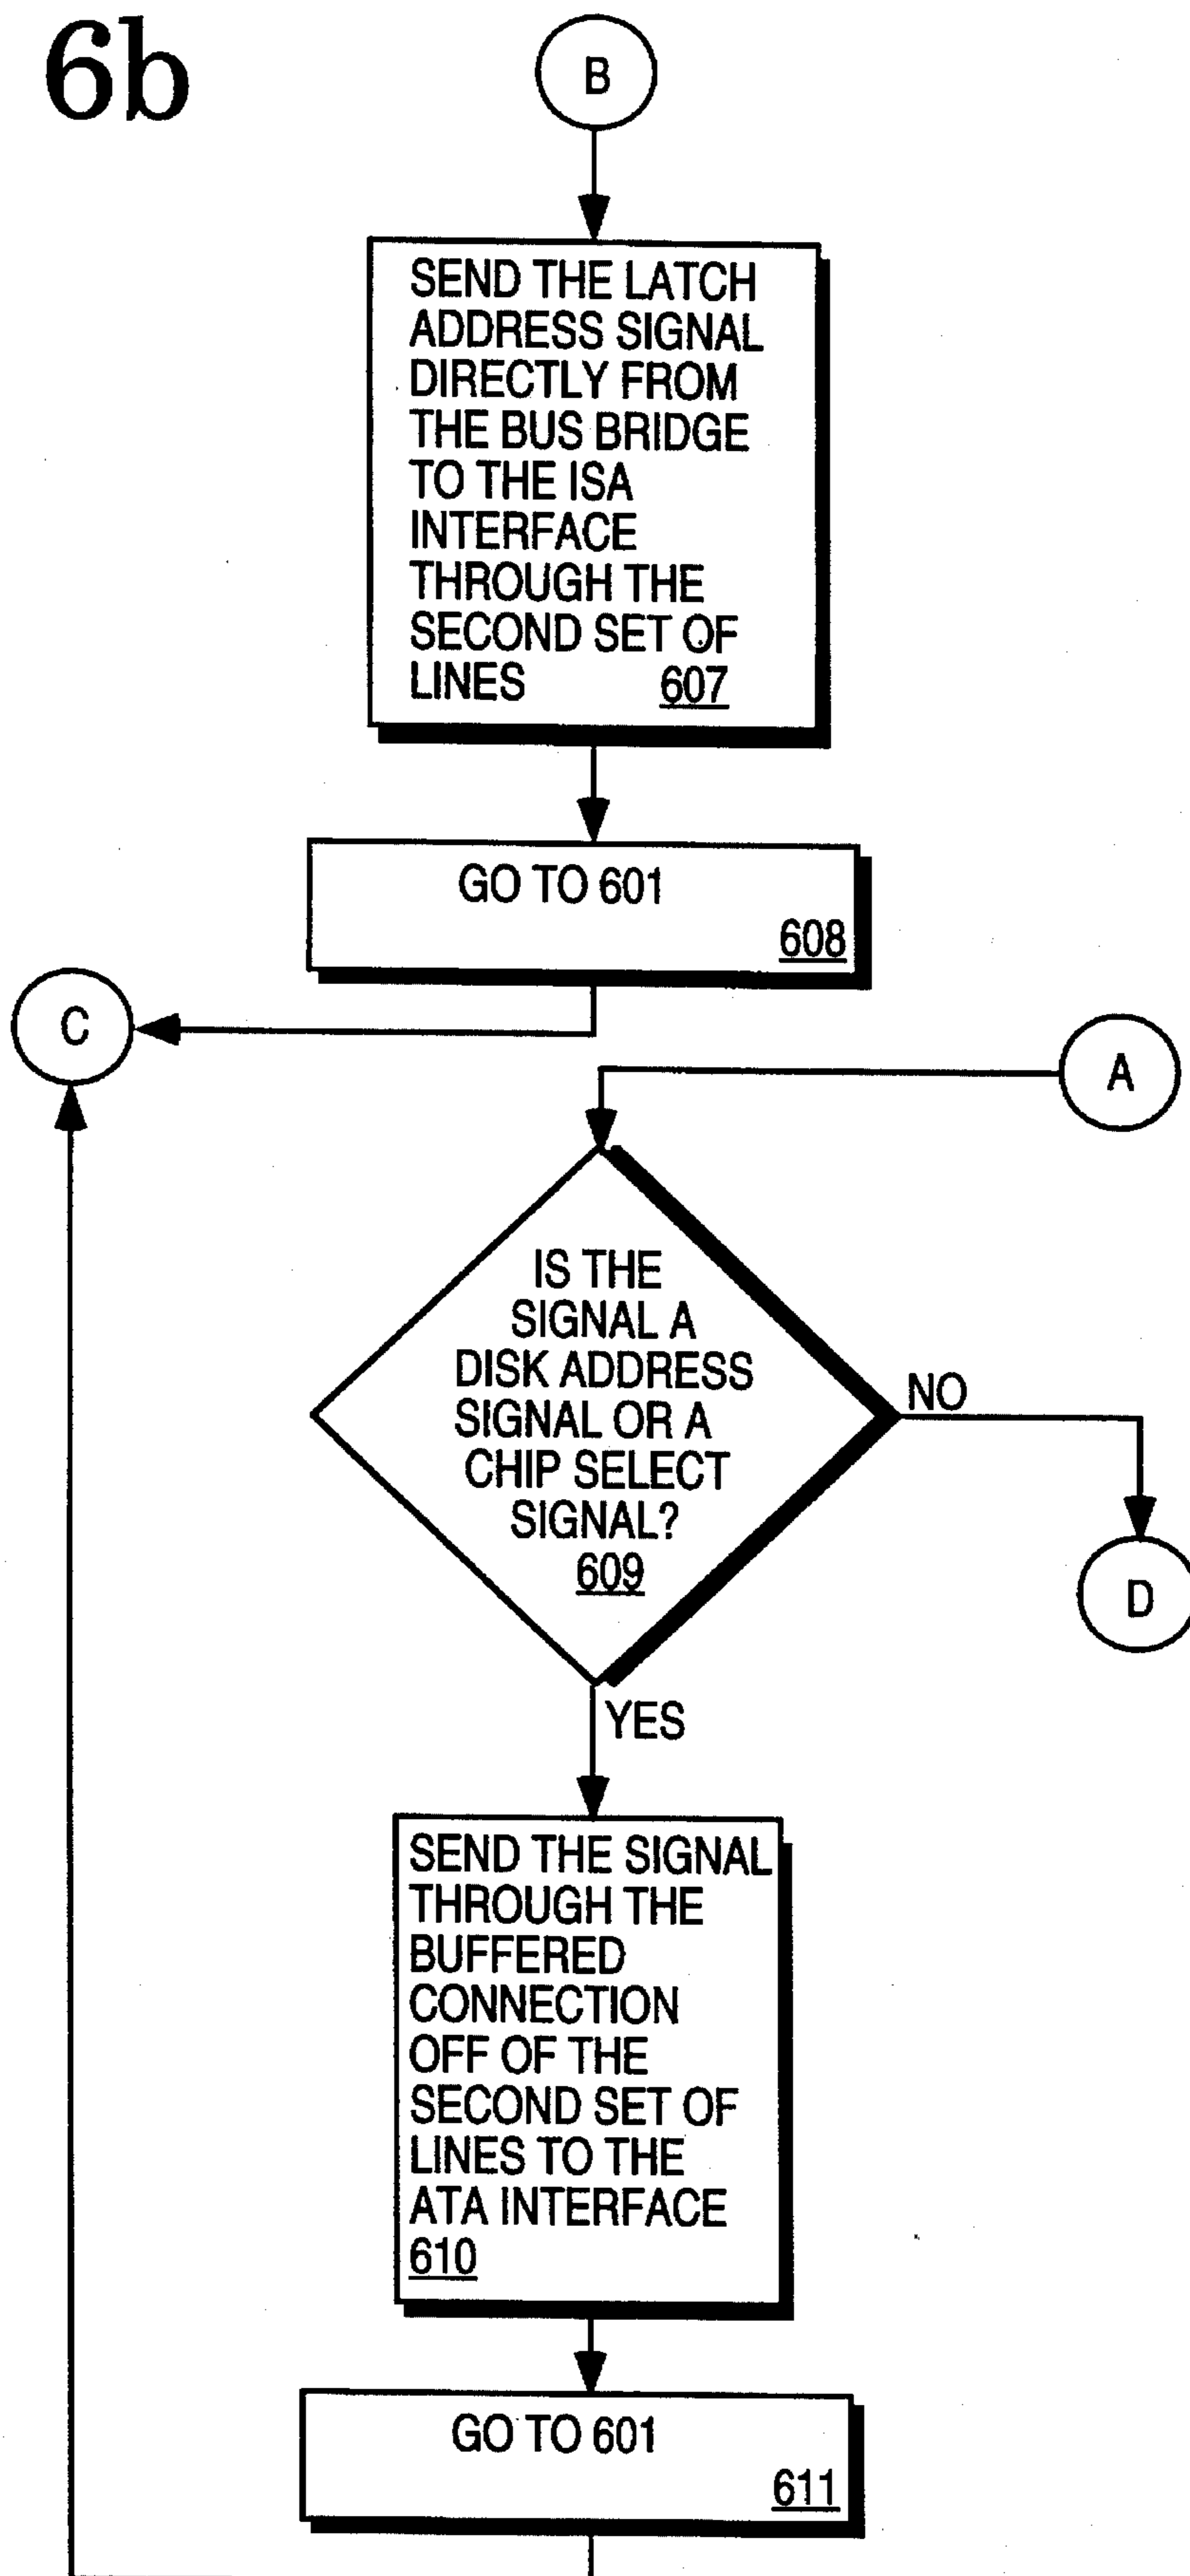 6b
B
SEND THE LATCH
ADDRESS SIGNAL
DIRECTLY FROM
THE BUS BRIDGE
TO THE ISA
INTERFACE
THROUGH THE
SECOND SET OF
LINES 607
GO TO 601
608
C
A
IS THE
SIGNAL A
DISK ADDRESS
SIGNAL OR A
CHIP SELECT
SIGNAL?
609
NO
D
YES
SEND THE SIGNAL
THROUGH THE
BUFFERED
CONNECTION
OFF OF THE
SECOND SET OF
LINES TO THE
ATA INTERFACE
610
GO TO 601
611